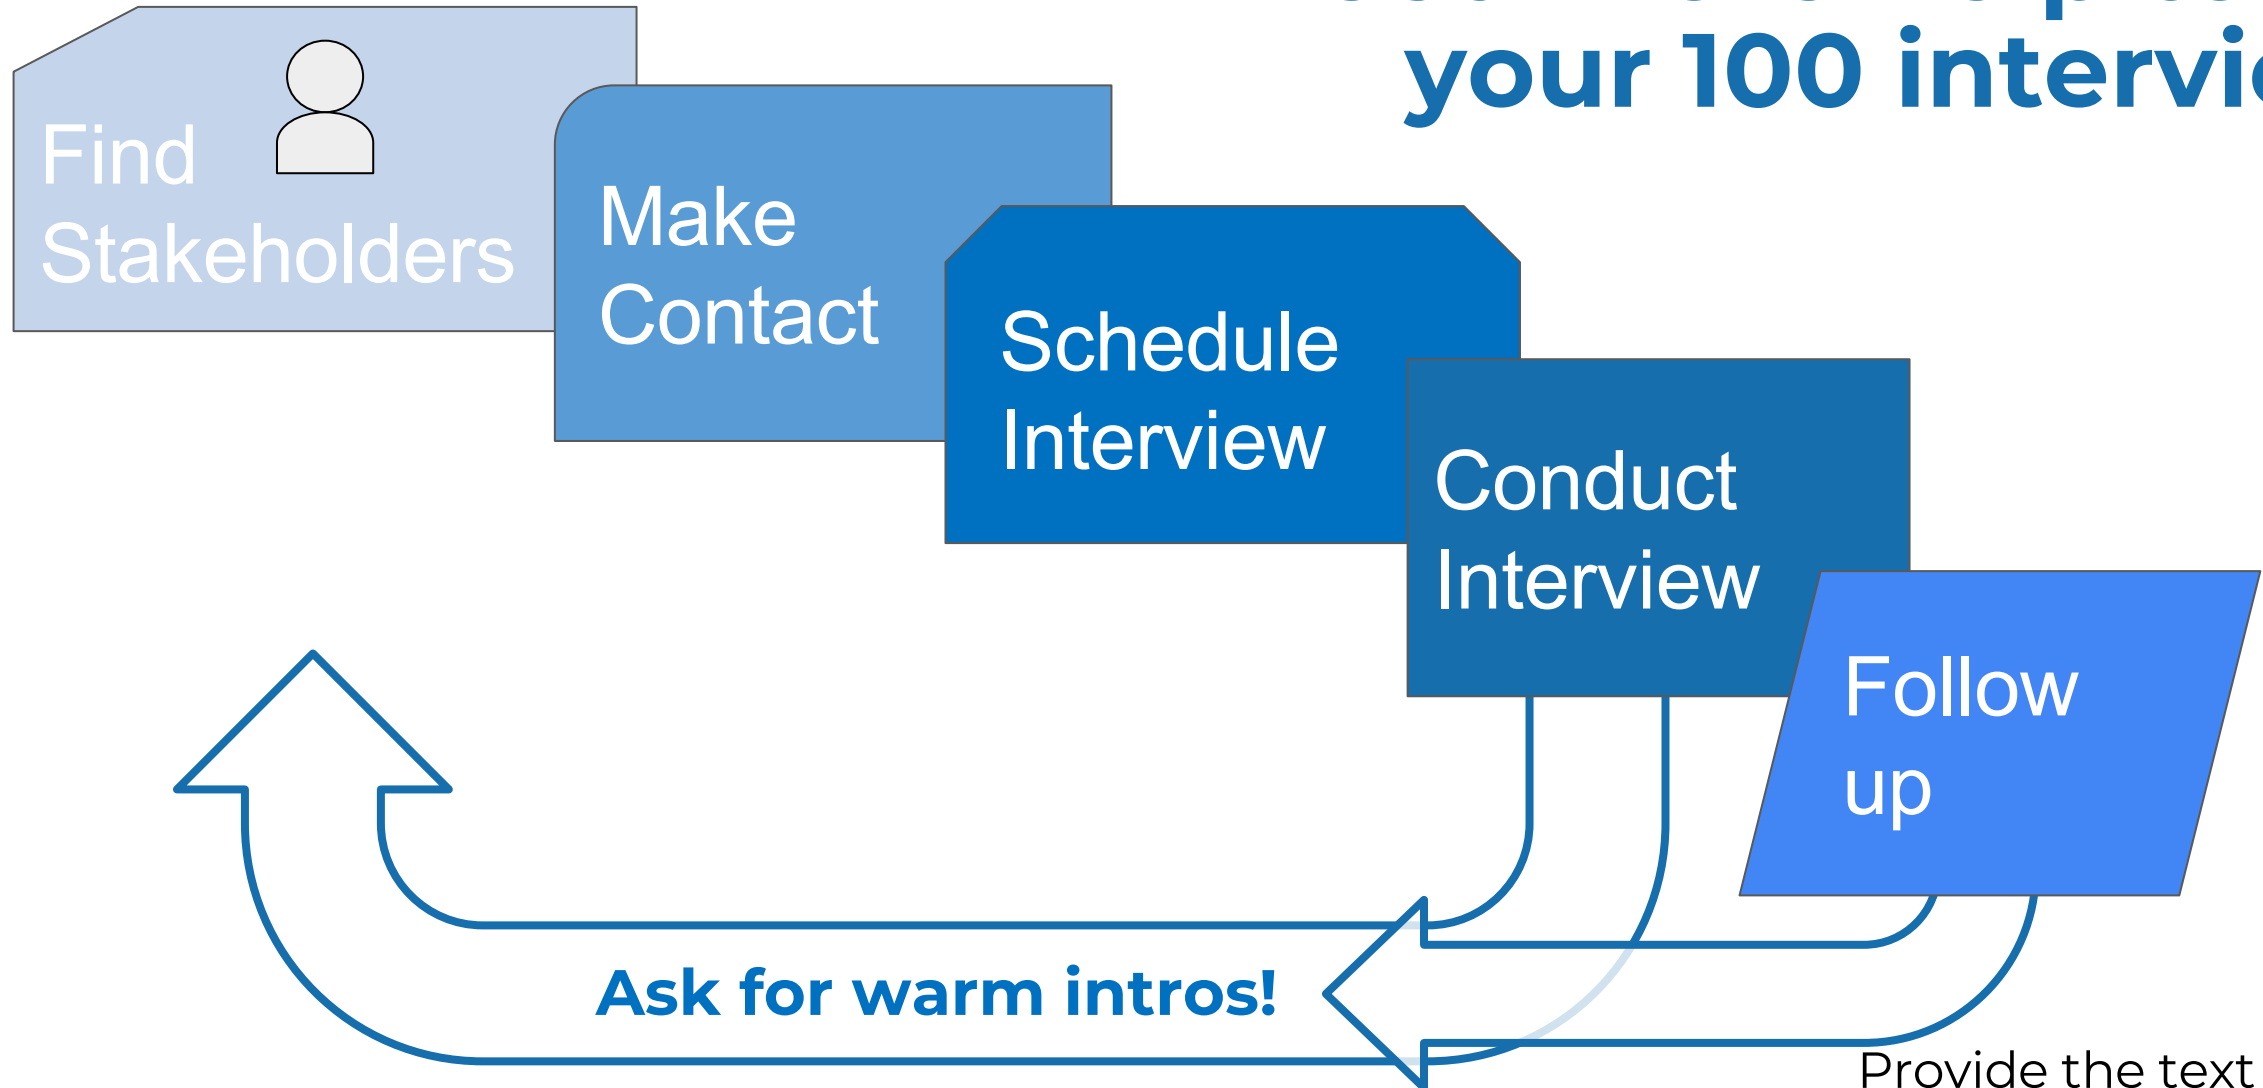 your 100
Find
Stakeholders
Make
Contact
Schedule
Interview
Conduct
Interview
Follow
up
Ask for warm intros!
Provide the text